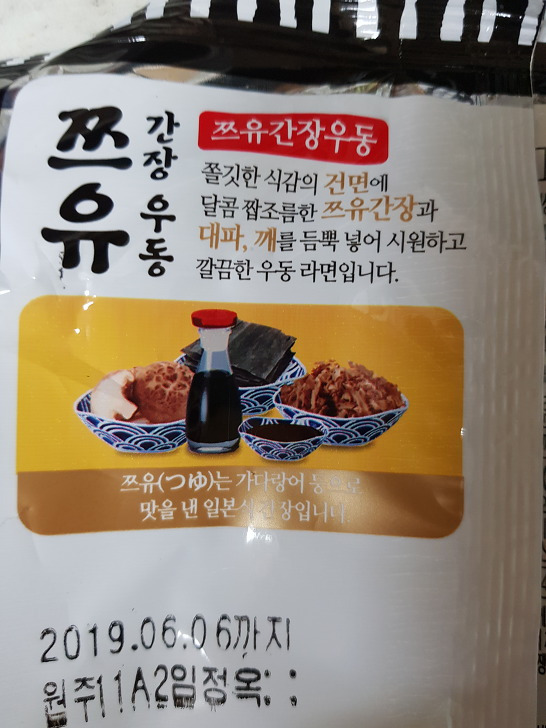 쯔유
간장 우동
쯔유간장우동
쫄깃한 식감의 건면에
달콤 짭조름한 쯔유간장과
대파, 깨를 듬뿍 넣어 시원하고
깔끔한 우동 라면입니다.
쯔유(つゆ)는 가다랑어 등으로
맛을 낸 일본식 간장입니다.
2019.06.06까지
원주11A2임정옥::